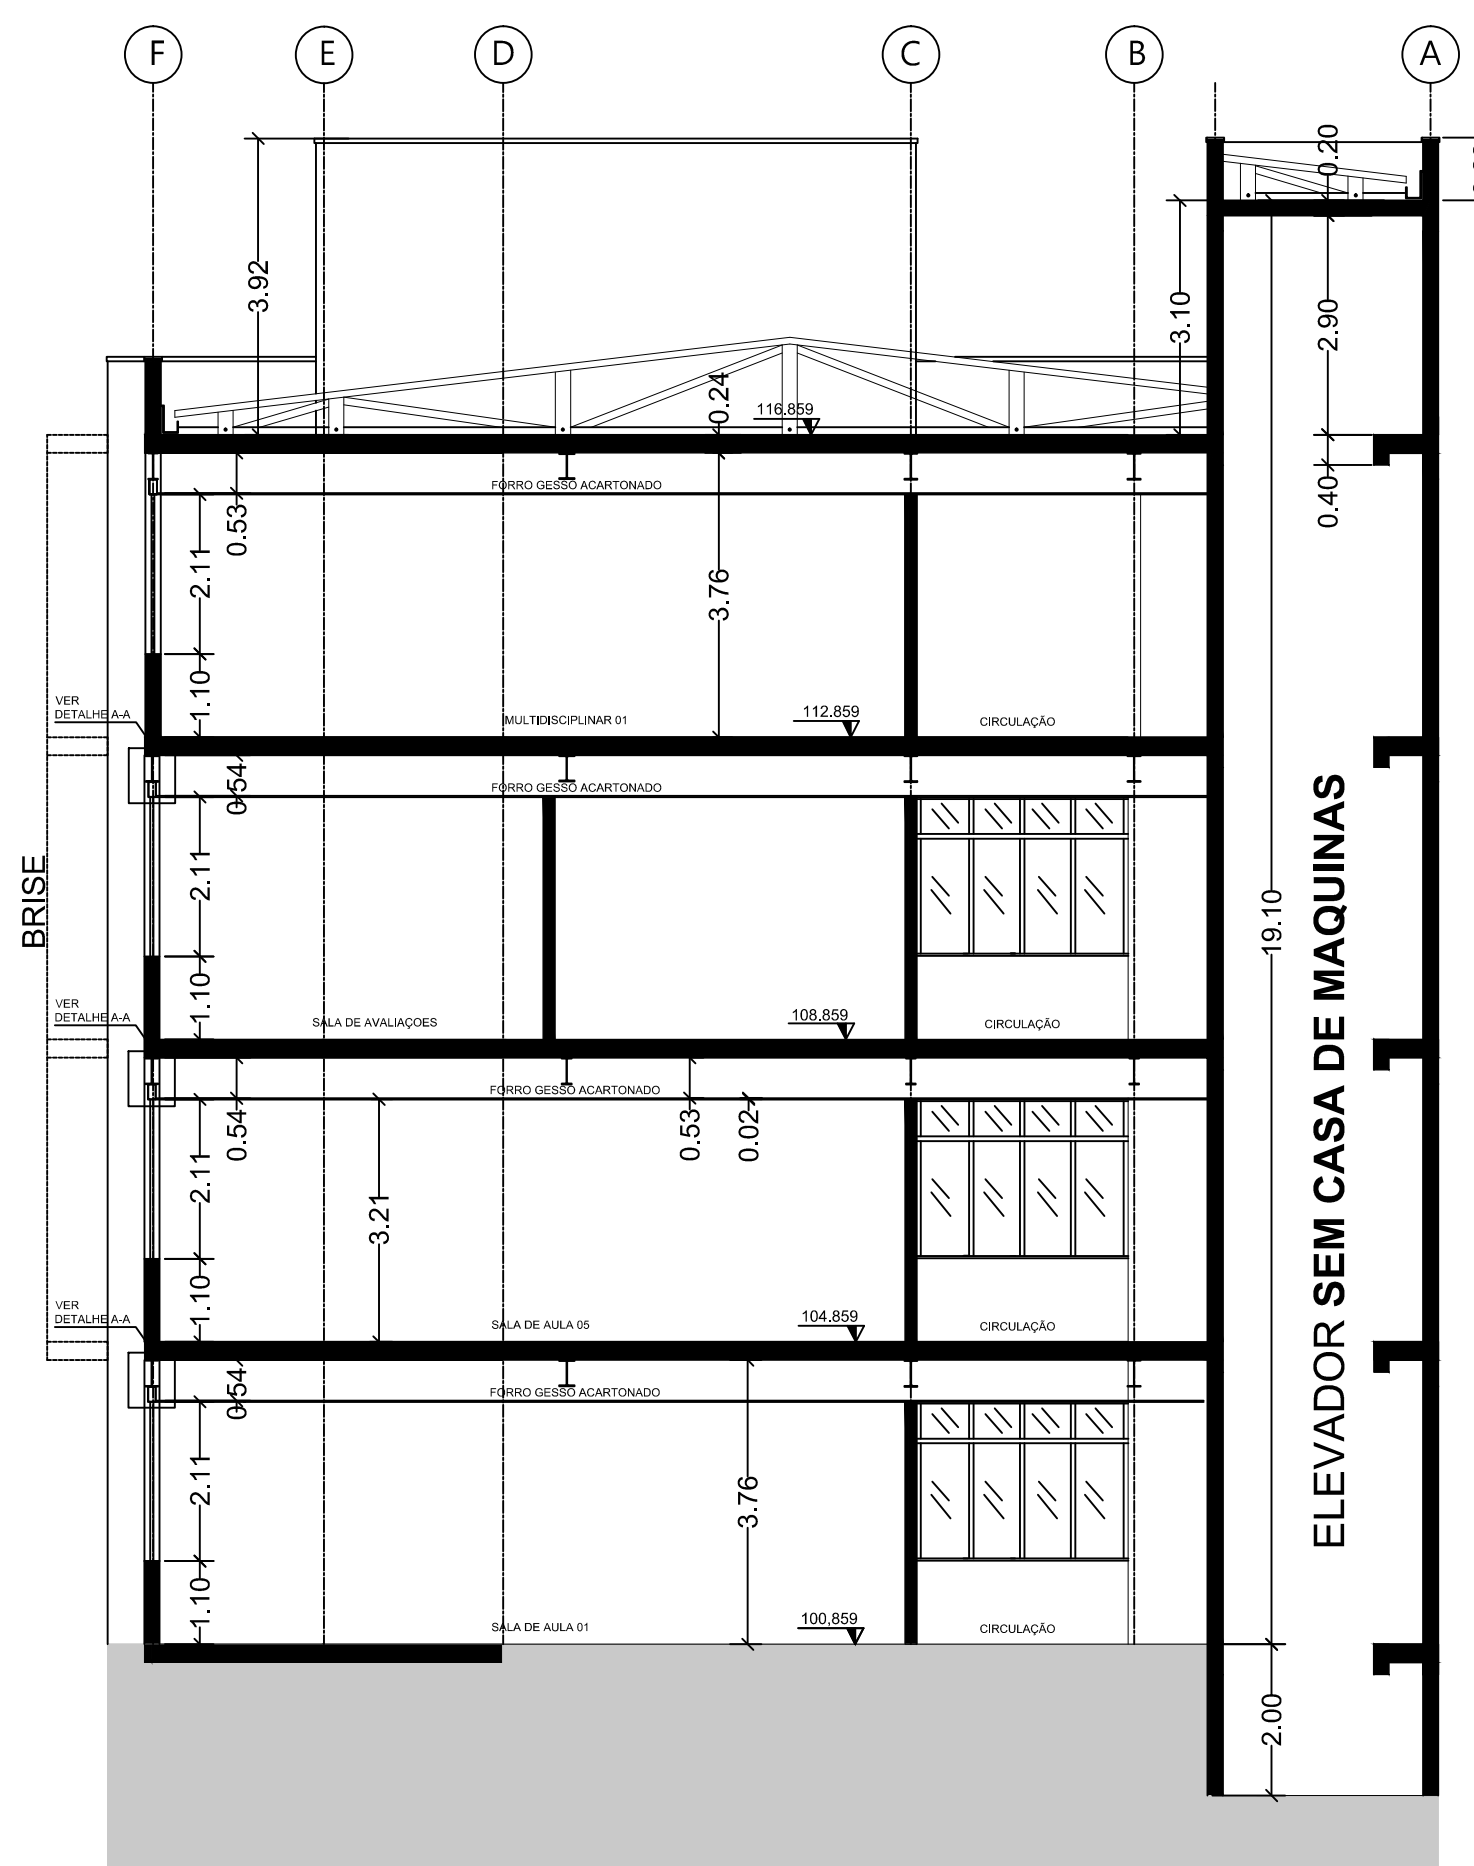 F
E
D
C
B
A
0.20
3.92
3.10
2.90
0.24
116.859
FORRO GESSO ACARTONADO
0.53
0.40
2.11
3.76
1.10
VER
DETALHE A-A
MULTIDISCIPLINAR 01
112.859
CIRCULAÇÃO
0.54
FORRO GESSO ACARTONADO
2.11
BRISE
19.10
ELEVADOR SEM CASA DE MAQUINAS
1.10
VER
DETALHE A-A
SALA DE AVALIAÇOES
108.859
CIRCULAÇÃO
FORRO GESSO ACARTONADO
0.54
0.53
0.02
2.11
3.21
1.10
VER
DETALHE A-A
SALA DE AULA 05
104.859
CIRCULAÇÃO
0.54
FORRO GESSO ACARTONADO
2.11
3.76
1.10
SALA DE AULA 01
100,859
CIRCULAÇÃO
2.00